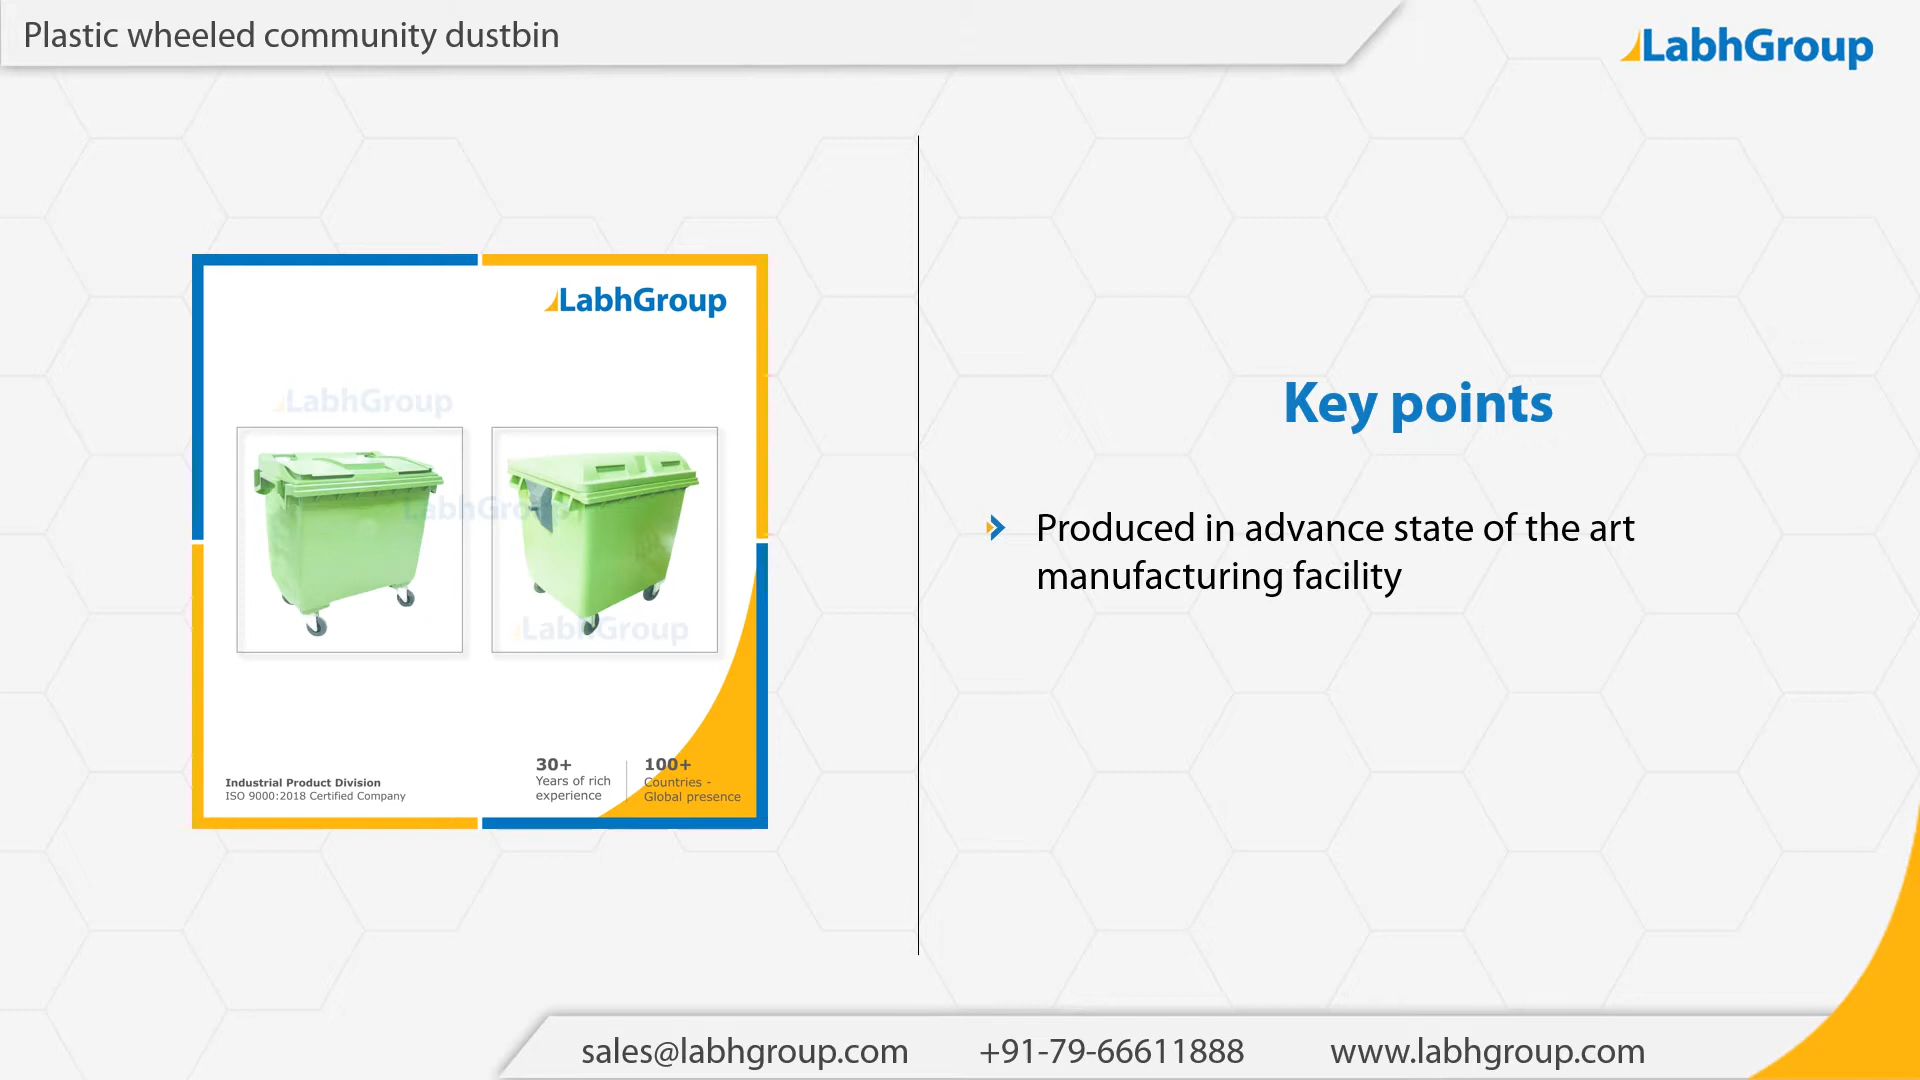 Plastic wheeled community dustbin
LabhGroup
LabhGroup
LabhGroup
LabhGroup
LabhGroup
Industrial Product Division
ISO 9000:2018 Certified Company
30+
Years of rich
experience
100+
Countries -
Global presence
Key points
Produced in advance state of the art
manufacturing facility
sales@labhgroup.com
+91-79-66611888
www.labhgroup.com